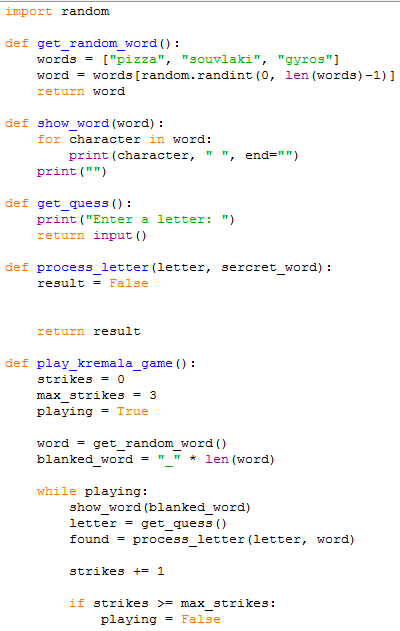 import random
def get_random_word():
words = ["pizza", "souvlaki", "gyros"]
word = words[random.randint(0, len(words)-1)]
return word
def show_word(word):
for character in word:
print(character, " ", end="")
print("")
def get_quess():
print("Enter a letter: ")
return input()
def process_letter(letter, sercret_word):
result = False
return result
def play_kremala_game():
strikes = 0
max_strikes = 3
playing = True
word = get_random_word()
blanked_word = "_" * len(word)
while playing:
show_word(blanked_word)
letter = get_quess()
found = process_letter(letter, word)
strikes += 1
if strikes >= max_strikes:
playing = False